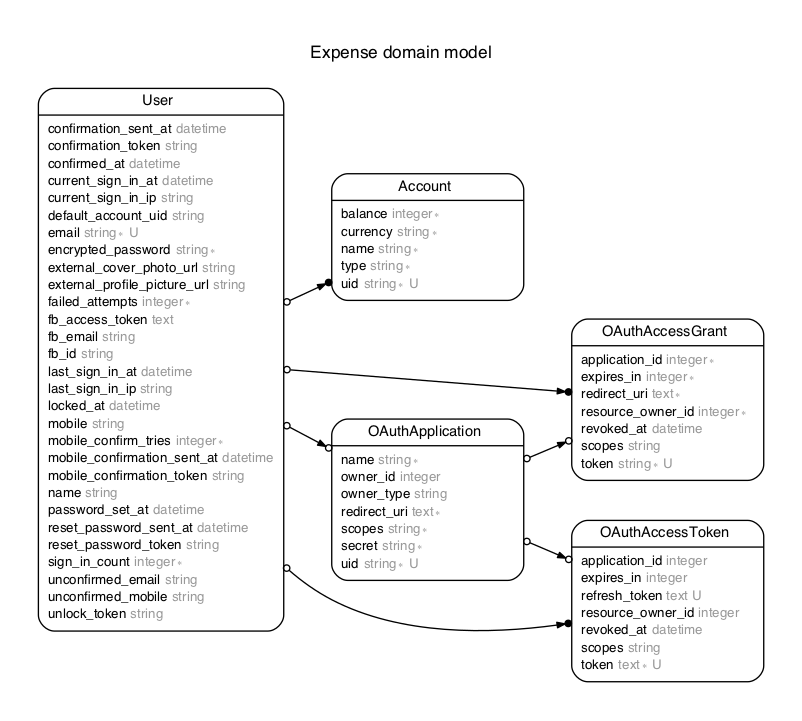 Expense domain model
User
confirmation_sent_at datetime
confirmation_token string
confirmed_at datetime
current_sign_in_at datetime
current_sign_in_ip string
default_account_uid string
email string∗ U
encrypted_password string∗
external_cover_photo_url string
external_profile_picture_url string
failed_attempts integer∗
fb_access_token text
fb_email string
fb_id string
last_sign_in_at datetime
last_sign_in_ip string
locked_at datetime
mobile string
mobile_confirm_tries integer∗
mobile_confirmation_sent_at datetime
mobile_confirmation_token string
name string
password_set_at datetime
reset_password_sent_at datetime
reset_password_token string
sign_in_count integer∗
unconfirmed_email string
unconfirmed_mobile string
unlock_token string
Account
balance integer∗
currency string∗
name string∗
type string∗
uid string∗ U
OAuthApplication
name string∗
owner_id integer
owner_type string
redirect_uri text∗
scopes string∗
secret string∗
uid string∗ U
OAuthAccessGrant
application_id integer∗
expires_in integer∗
redirect_uri text∗
resource_owner_id integer∗
revoked_at datetime
scopes string
token string∗ U
OAuthAccessToken
application_id integer
expires_in integer
refresh_token text U
resource_owner_id integer
revoked_at datetime
scopes string
token text∗ U